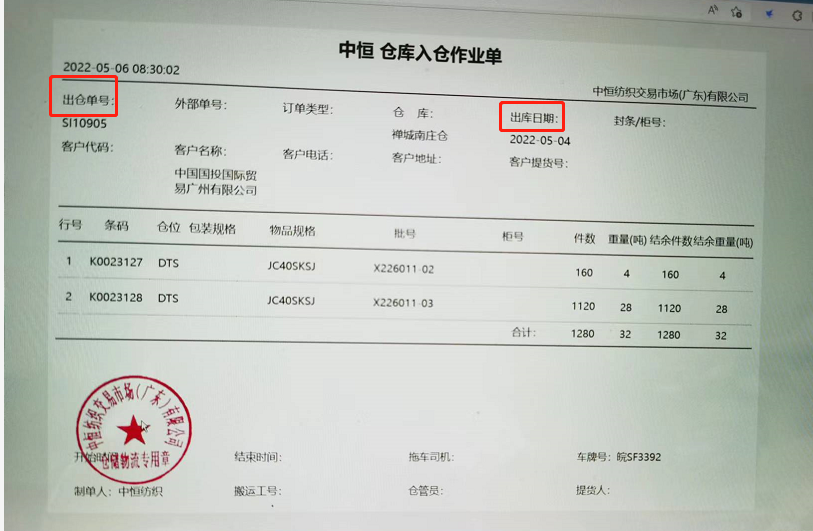 中恒 仓库入仓作业单
2022-05-06 08:30:02
中恒纺织交易市场(广东)有限公司
出仓单号: 外部单号: 订单类型: 仓 库: 出库日期: 封条/柜号:
SI10905 禅城南庄仓 2022-05-04
客户代码: 客户名称: 客户电话: 客户地址: 客户提货号:
中国国投国际贸
易广州有限公司
行号 条码 仓位 包装规格 物品规格 批号 柜号 件数 重量(吨) 结余件数 结余重量(吨)
1 K0023127 DTS JC40SKSJ X226011-02 160 4 160 4
2 K0023128 DTS JC40SKSJ X226011-03 1120 28 1120 28
合计: 1280 32 1280 32
中恒纺织交易市场(广东)有限公司
仓储物流专用章
开始时间: 结束时间: 拖车司机: 车牌号: 皖SF3392
制单人: 中恒纺织 搬运工号: 仓管员: 提货人: